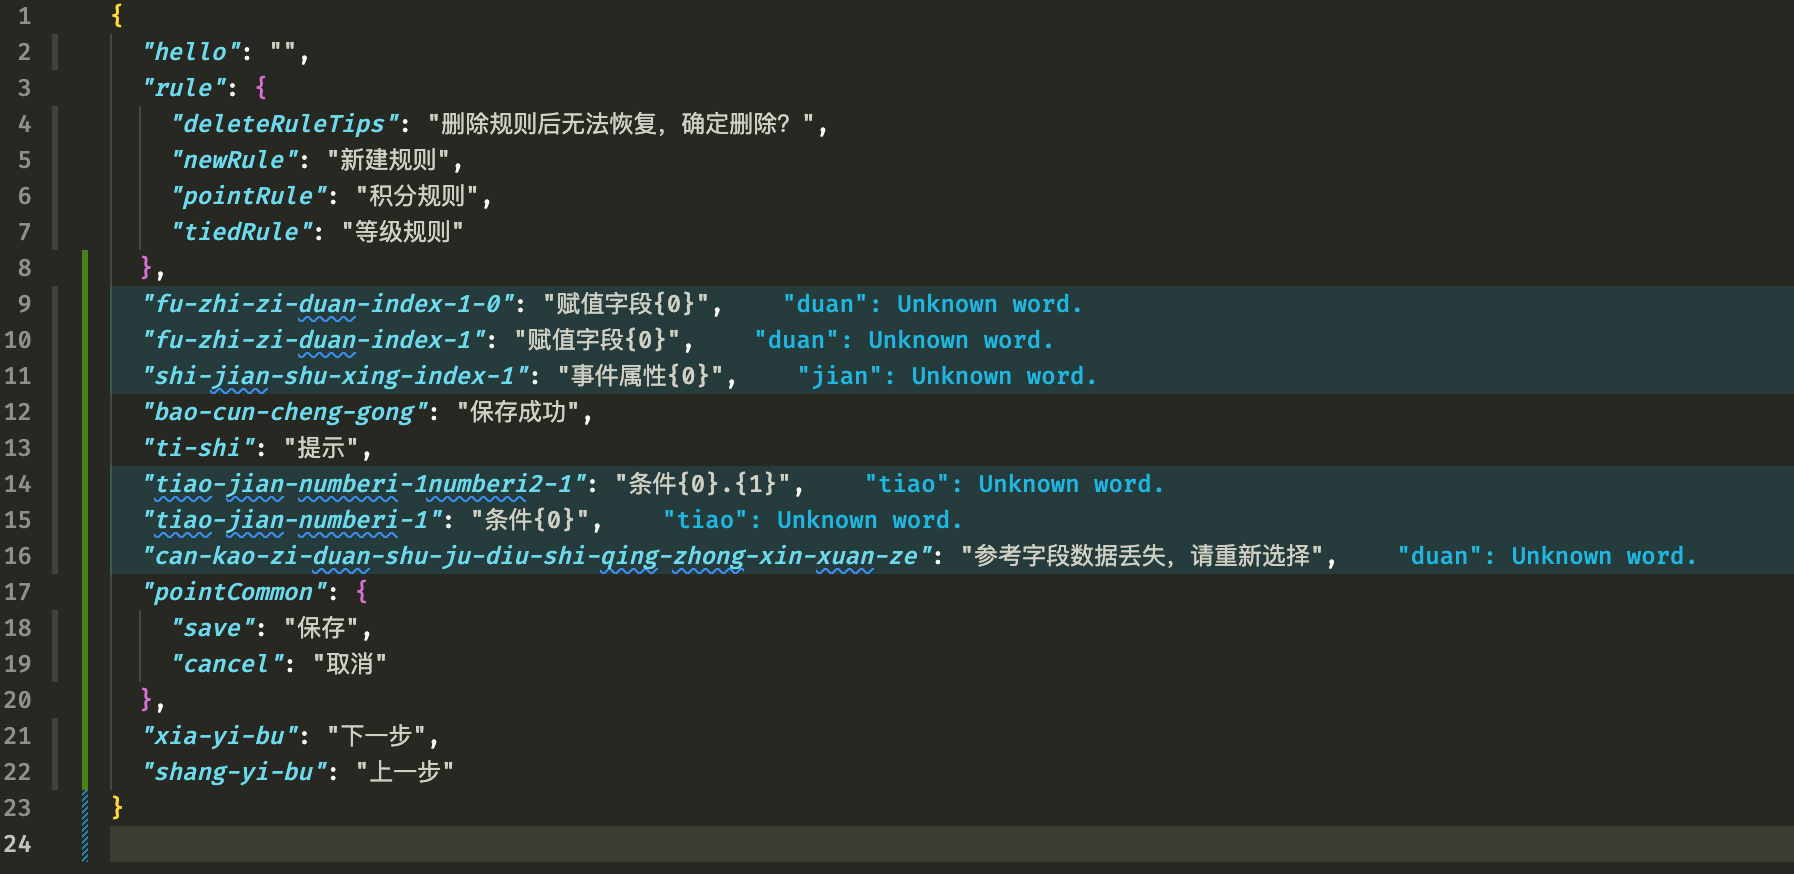 1 {
2 "hello": "",
3 "rule": {
4 "deleteRuleTips": "删除规则后无法恢复，确定删除？",
5 "newRule": "新建规则",
6 "pointRule": "积分规则",
7 "tiedRule": "等级规则"
8 },
9 "fu-zhi-zi-duan-index-1-0": "赋值字段{0}", "duan": Unknown word.
10 "fu-zhi-zi-duan-index-1": "赋值字段{0}", "duan": Unknown word.
11 "shi-jian-shu-xing-index-1": "事件属性{0}", "jian": Unknown word.
12 "bao-cun-cheng-gong": "保存成功",
13 "ti-shi": "提示",
14 "tiao-jian-numberi-1numberi2-1": "条件{0}.{1}", "tiao": Unknown word.
15 "tiao-jian-numberi-1": "条件{0}", "tiao": Unknown word.
16 "can-kao-zi-duan-shu-ju-diu-shi-qing-zhong-xin-xuan-ze": "参考字段数据丢失，请重新选择", "duan": Unknown word.
17 "pointCommon": {
18 "save": "保存",
19 "cancel": "取消"
20 },
21 "xia-yi-bu": "下一步",
22 "shang-yi-bu": "上一步"
23 }
24